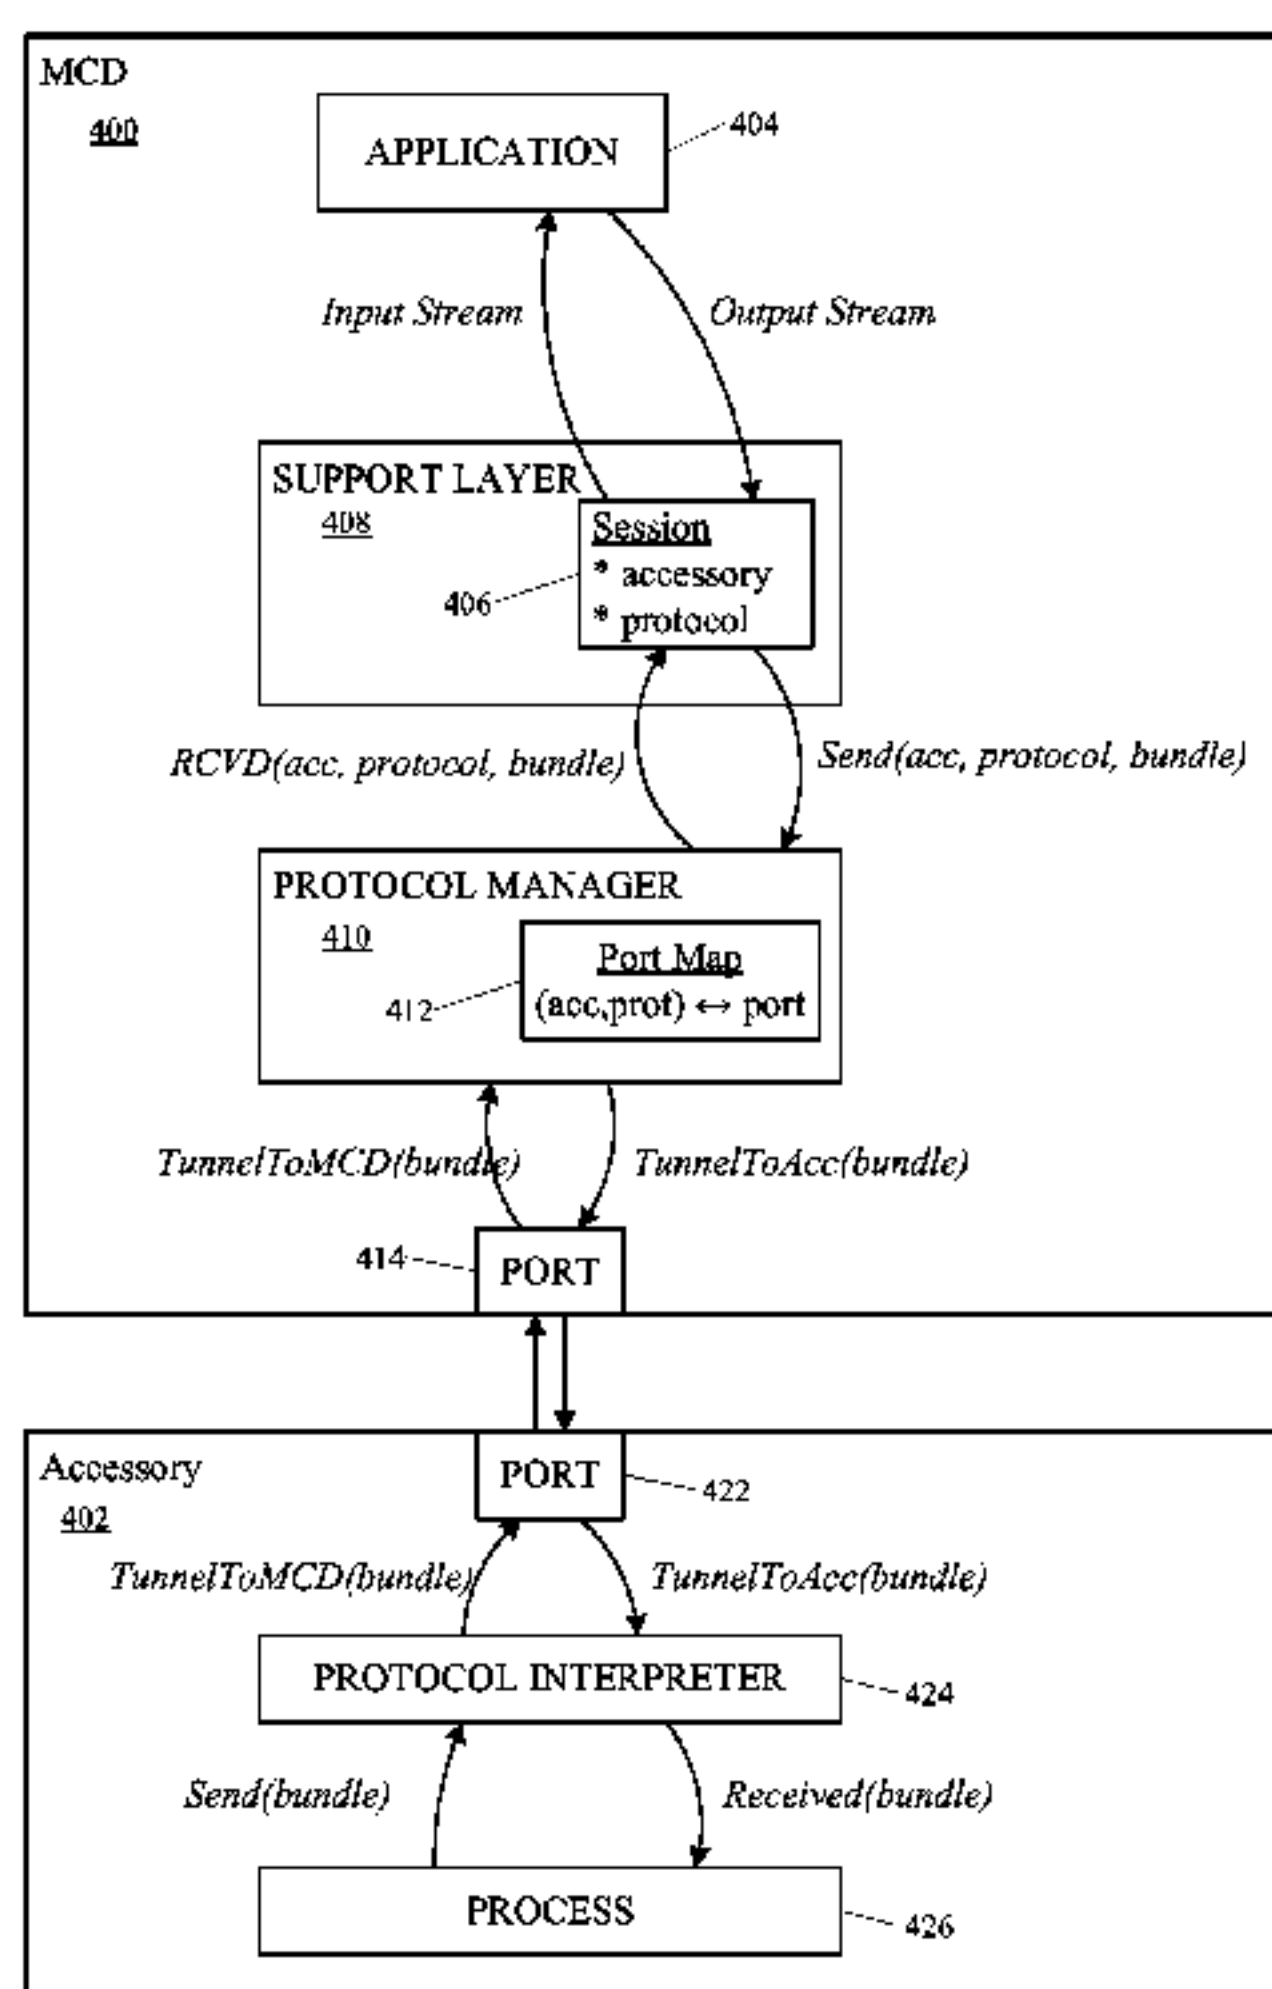 MCD
400
APPLICATION
404
Input Stream
Output Stream
SUPPORT LAYER
408
Session
* accessory
* protocol
406
RCVD(acc, protocol, bundle)
Send(acc, protocol, bundle)
PROTOCOL MANAGER
410
Port Map
(acc,prot) ↔ port
412
TunnelToMCD(bundle)
TunnelToAcc(bundle)
414
PORT
Accessory
402
PORT
422
TunnelToMCD(bundle)
TunnelToAcc(bundle)
PROTOCOL INTERPRETER
424
Send(bundle)
Received(bundle)
PROCESS
426